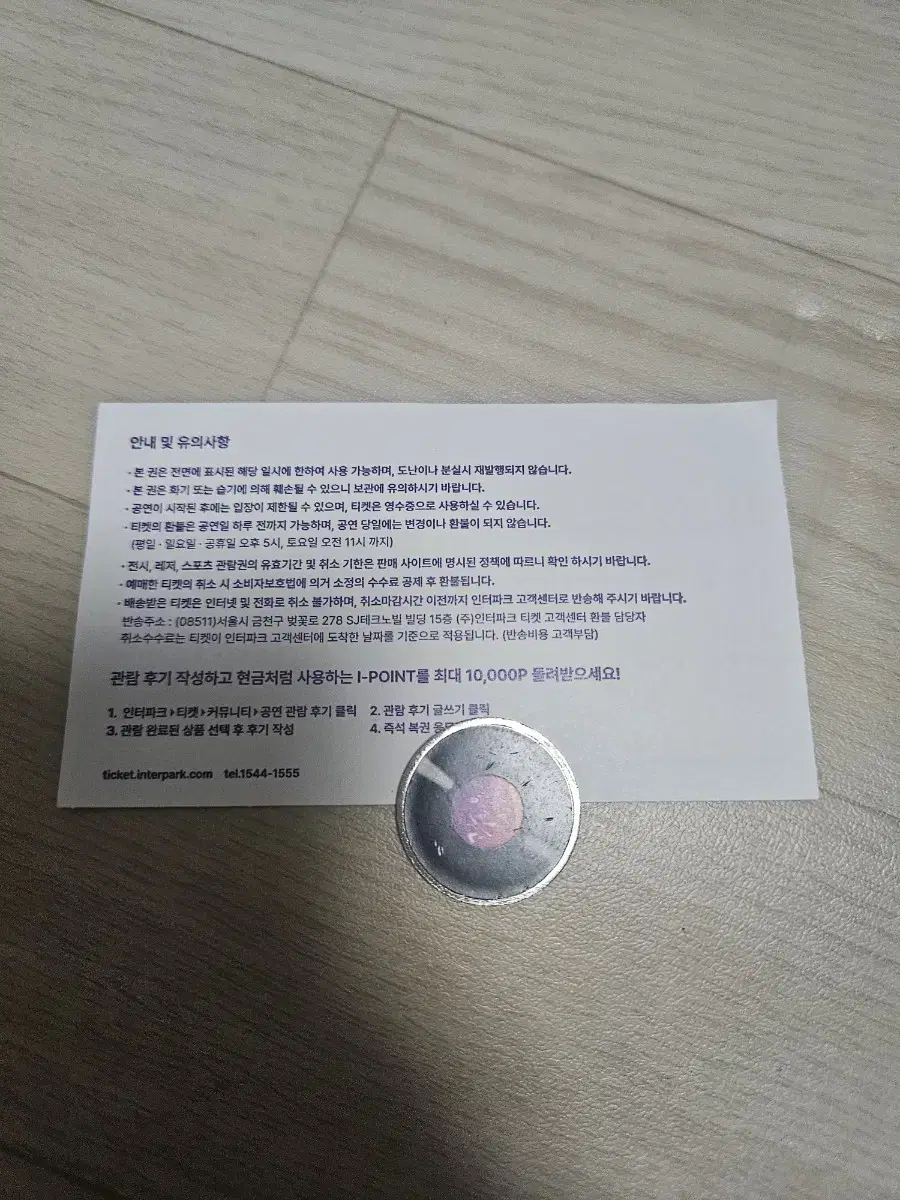 안내 및 유의사항
- 본 권은 전면에 표시된 해당 일시에 한하여 사용 가능하며, 도난이나 분실시 재발행되지 않습니다.
- 본 권은 화기 또는 습기에 의해 훼손될 수 있으니 보관에 유의하시기 바랍니다.
- 공연이 시작된 후에는 입장이 제한될 수 있으며, 티켓은 영수증으로 사용하실 수 있습니다.
- 티켓의 환불은 공연일 하루 전까지 가능하며, 공연 당일에는 변경이나 환불이 되지 않습니다.
(평일 · 일요일 · 공휴일 오후 5시, 토요일 오전 11시 까지)
- 전시, 레저, 스포츠 관람권의 유효기간 및 취소 기한은 판매 사이트에 명시된 정책에 따르니 확인 하시기 바랍니다.
- 예매한 티켓의 취소 시 소비자보호법에 의거 소정의 수수료 공제 후 환불됩니다.
- 배송받은 티켓은 인터넷 및 전화로 취소 불가하며, 취소마감시간 이전까지 인터파크 고객센터로 반송해 주시기 바랍니다.
반송주소 : (08511)서울시 금천구 벚꽃로 278 SJ테크노빌 빌딩 15층 (주)인터파크 티켓 고객센터 환불 담당자
취소수수료는 티켓이 인터파크 고객센터에 도착한 날짜를 기준으로 적용됩니다. (반송비용 고객부담)
관람 후기 작성하고 현금처럼 사용하는 I-POINT를 최대 10,000P 돌려받으세요!
1. 인터파크›티켓›커뮤니티›공연 관람 후기 클릭 2. 관람 후기 글쓰기 클릭
3. 관람 완료된 상품 선택 후 후기 작성 4. 즉석 복권
ticket.interpark.com tel.1544-1555